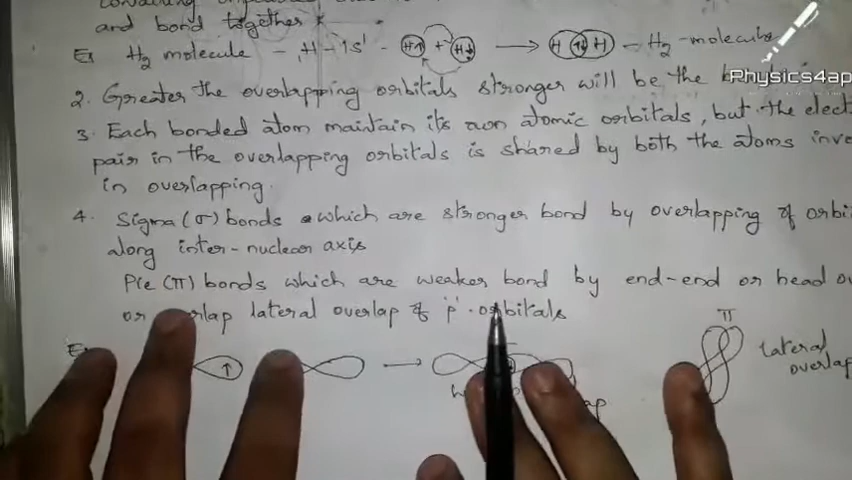 and bond together
Ex H2 molecule - H - 1s1 - H↑ + H↓ → H ↑↓ H - H2 - molecule
Physics4ap
2. Greater the overlapping orbitals stronger will be the
3. Each bonded atom maintain its own atomic orbitals, but the elect
pair in the overlapping orbitals is shared by both the atoms inv
in overlapping.
4. Sigma (σ) bonds which are stronger bond by overlapping of orbi
along inter-nuclear axis
Pie (π) bonds which are weaker bond by end-end or head o
or lap lateral overlap of 'p' orbitals
π
Ex ↑ →
lateral
overlap